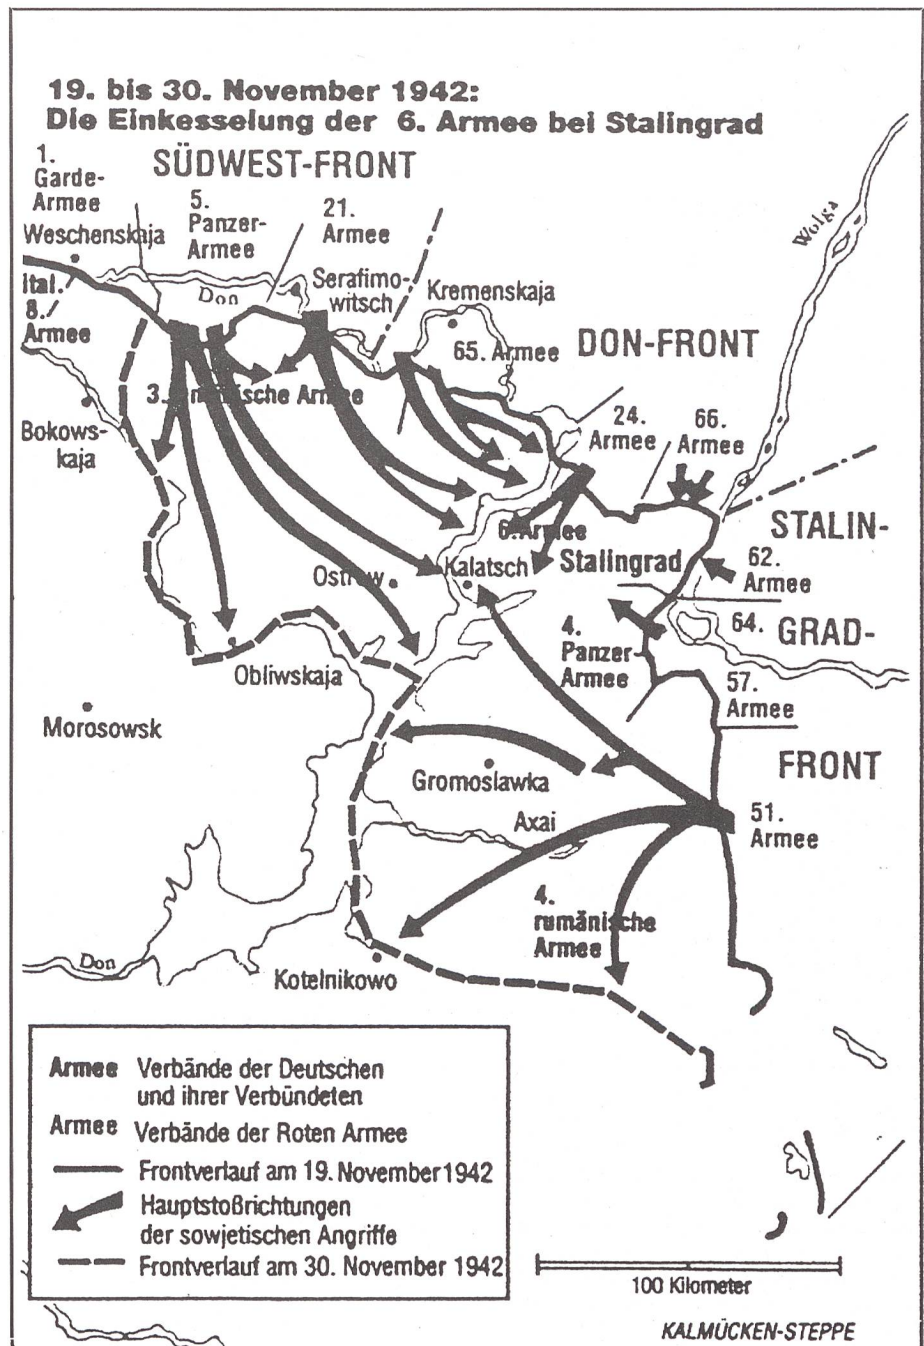 19. bis 30. November 1942:
Die Einkesselung der 6. Armee bei Stalingrad
1.
Garde-
Armee
SÜDWEST-FRONT
5.
Panzer-
Armee
21.
Armee
Weschenskaja
Ital.
8./
Armee
Don
Serafimo-
witsch
Kremenskaja
Wolga
65. Armee
DON-FRONT
3.
Armee
24.
Armee
66.
Armee
Bokows-
kaja
6. Armee
Stalingrad
STALIN-
GRAD-
FRONT
62.
Armee
64.
Ostrow
Kalatsch
4.
Panzer-
Armee
57.
Armee
Obliwskaja
Morosowsk
Gromoslawka
Axai
51.
Armee
4.
rumänische
Armee
Don
Kotelnikowo
Armee Verbände der Deutschen
und ihrer Verbündeten
Armee Verbände der Roten Armee
Frontverlauf am 19. November 1942
Hauptstoßrichtungen
der sowjetischen Angriffe
Frontverlauf am 30. November 1942
100 Kilometer
KALMÜCKEN-STEPPE